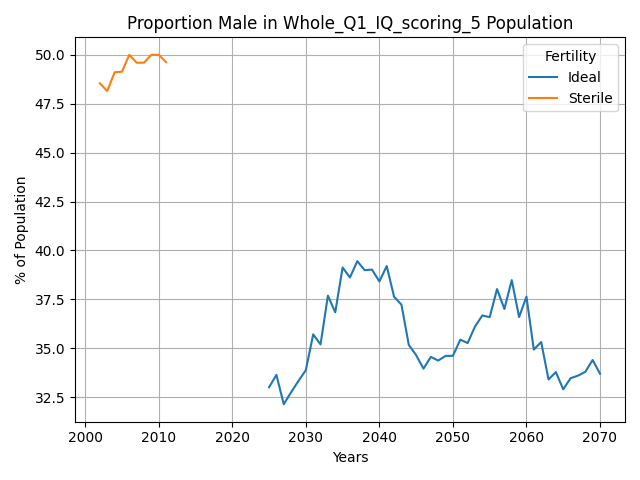 Proportion Male in Whole_Q1_IQ_scoring_5 Population
Fertility
Ideal
Sterile
50.0
47.5
45.0
42.5
40.0
37.5
35.0
32.5
% of Population
2000 2010 2020 2030 2040 2050 2060 2070
Years